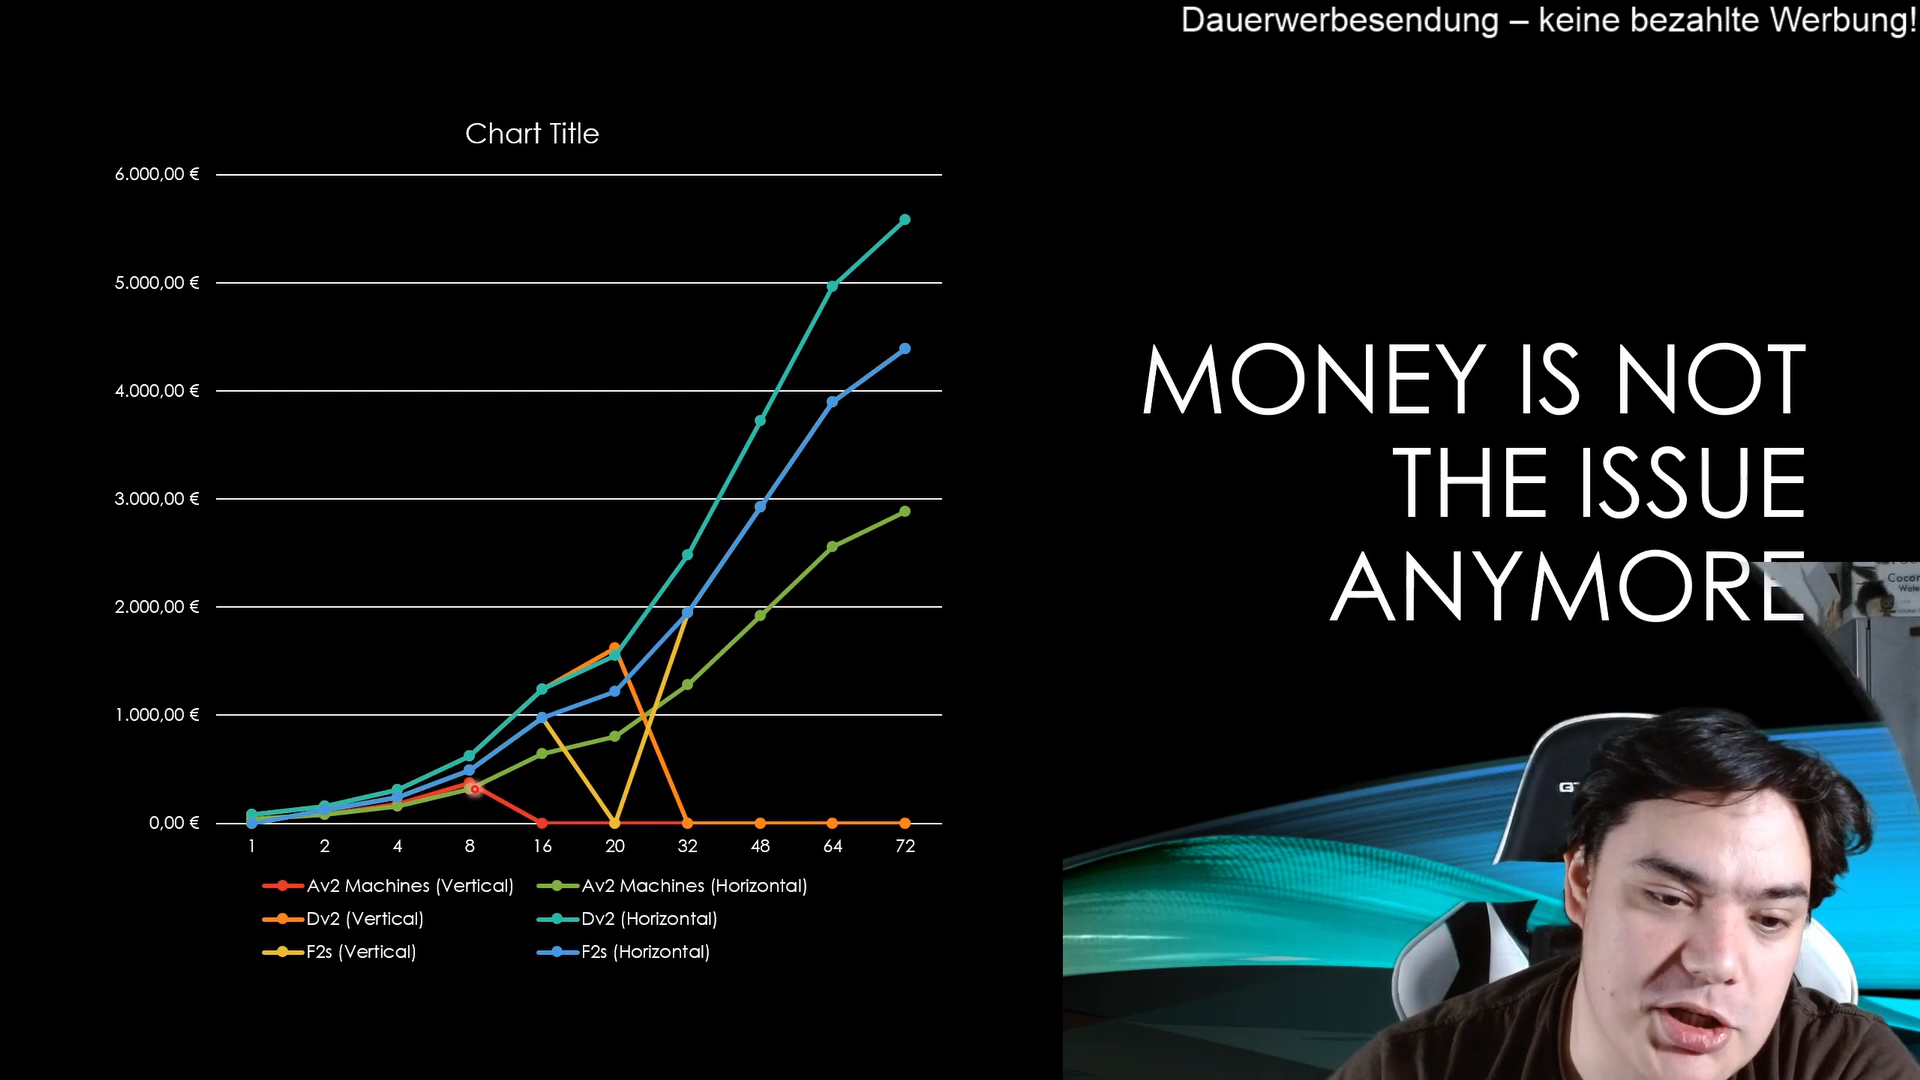 Dauerwerbesendung – keine bezahlte Werbung!
Chart Title
6.000,00 €
5.000,00 €
4.000,00 €
3.000,00 €
2.000,00 €
1.000,00 €
0,00 €
1 2 4 8 16 20 32 48 64 72
Av2 Machines (Vertical) Av2 Machines (Horizontal)
Dv2 (Vertical) Dv2 (Horizontal)
F2s (Vertical) F2s (Horizontal)
MONEY IS NOT
THE ISSUE
ANYMORE